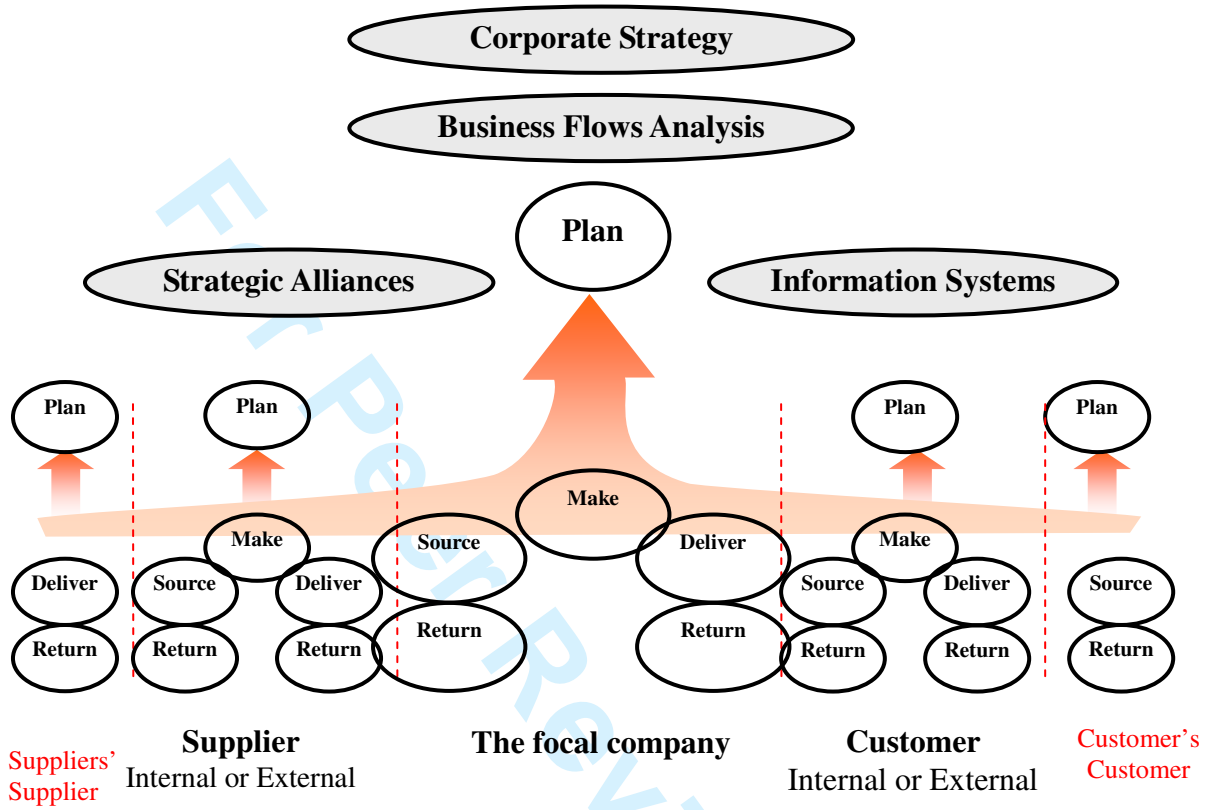 Corporate Strategy
Business Flows Analysis
Plan
Strategic Alliances
Information Systems
Plan
Plan
Plan
Plan
Make
Source
Deliver
Make
Make
Deliver
Source
Deliver
Source
Deliver
Source
Return
Return
Return
Return
Return
Return
Return
Return
Supplier
Internal or External
The focal company
Customer
Internal or External
Suppliers'
Supplier
Customer's
Customer
For Peer Revi